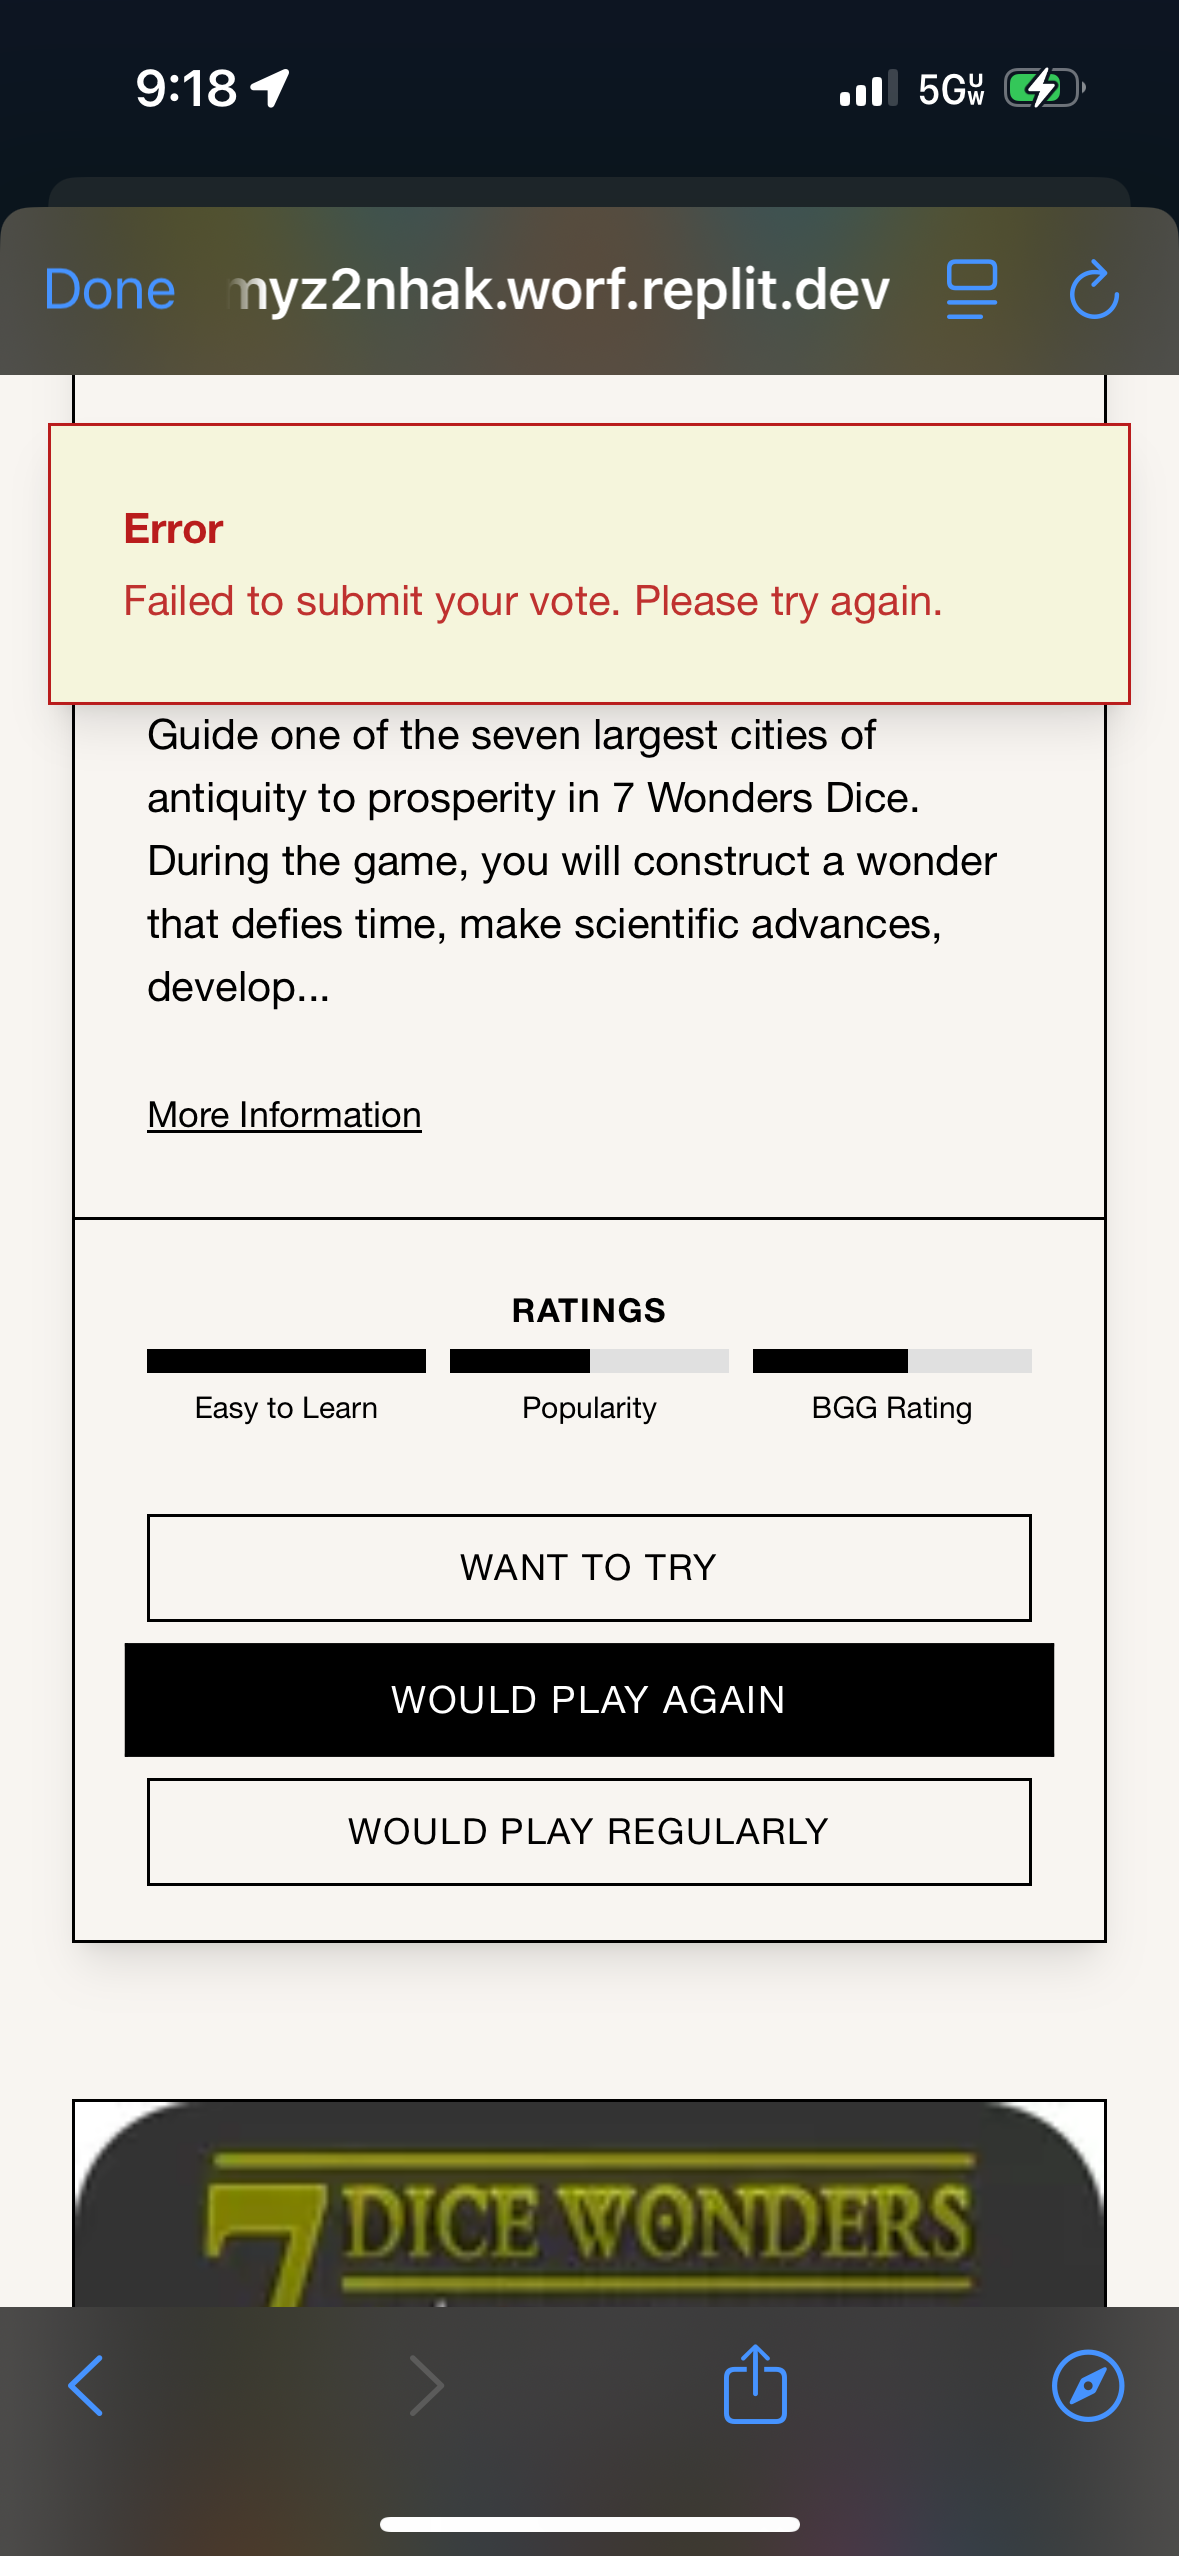 9:18
5GUW
Done
myz2nhak.worf.replit.dev
Error
Failed to submit your vote. Please try again.
Guide one of the seven largest cities of
antiquity to prosperity in 7 Wonders Dice.
During the game, you will construct a wonder
that defies time, make scientific advances,
develop...
More Information
RATINGS
Easy to Learn
Popularity
BGG Rating
WANT TO TRY
WOULD PLAY AGAIN
WOULD PLAY REGULARLY
7 DICE WONDERS